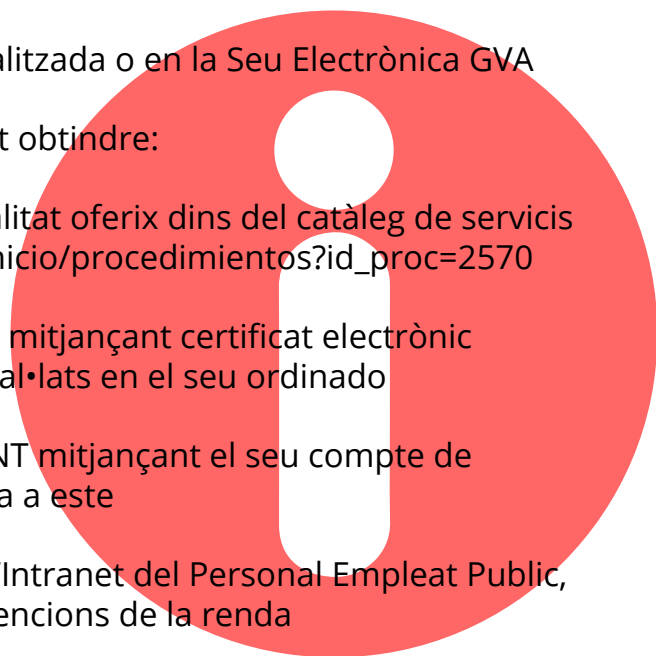 alitzada o en la Seu Electrònica GVA
t obtindre:
alitat oferix dins del catàleg de servicis
nicio/procedimientos?id_proc=2570
mitjançant certificat electrònic
al•lats en el seu ordinado
NT mitjançant el seu compte de
a a este
'Intranet del Personal Empleat Public,
encions de la renda